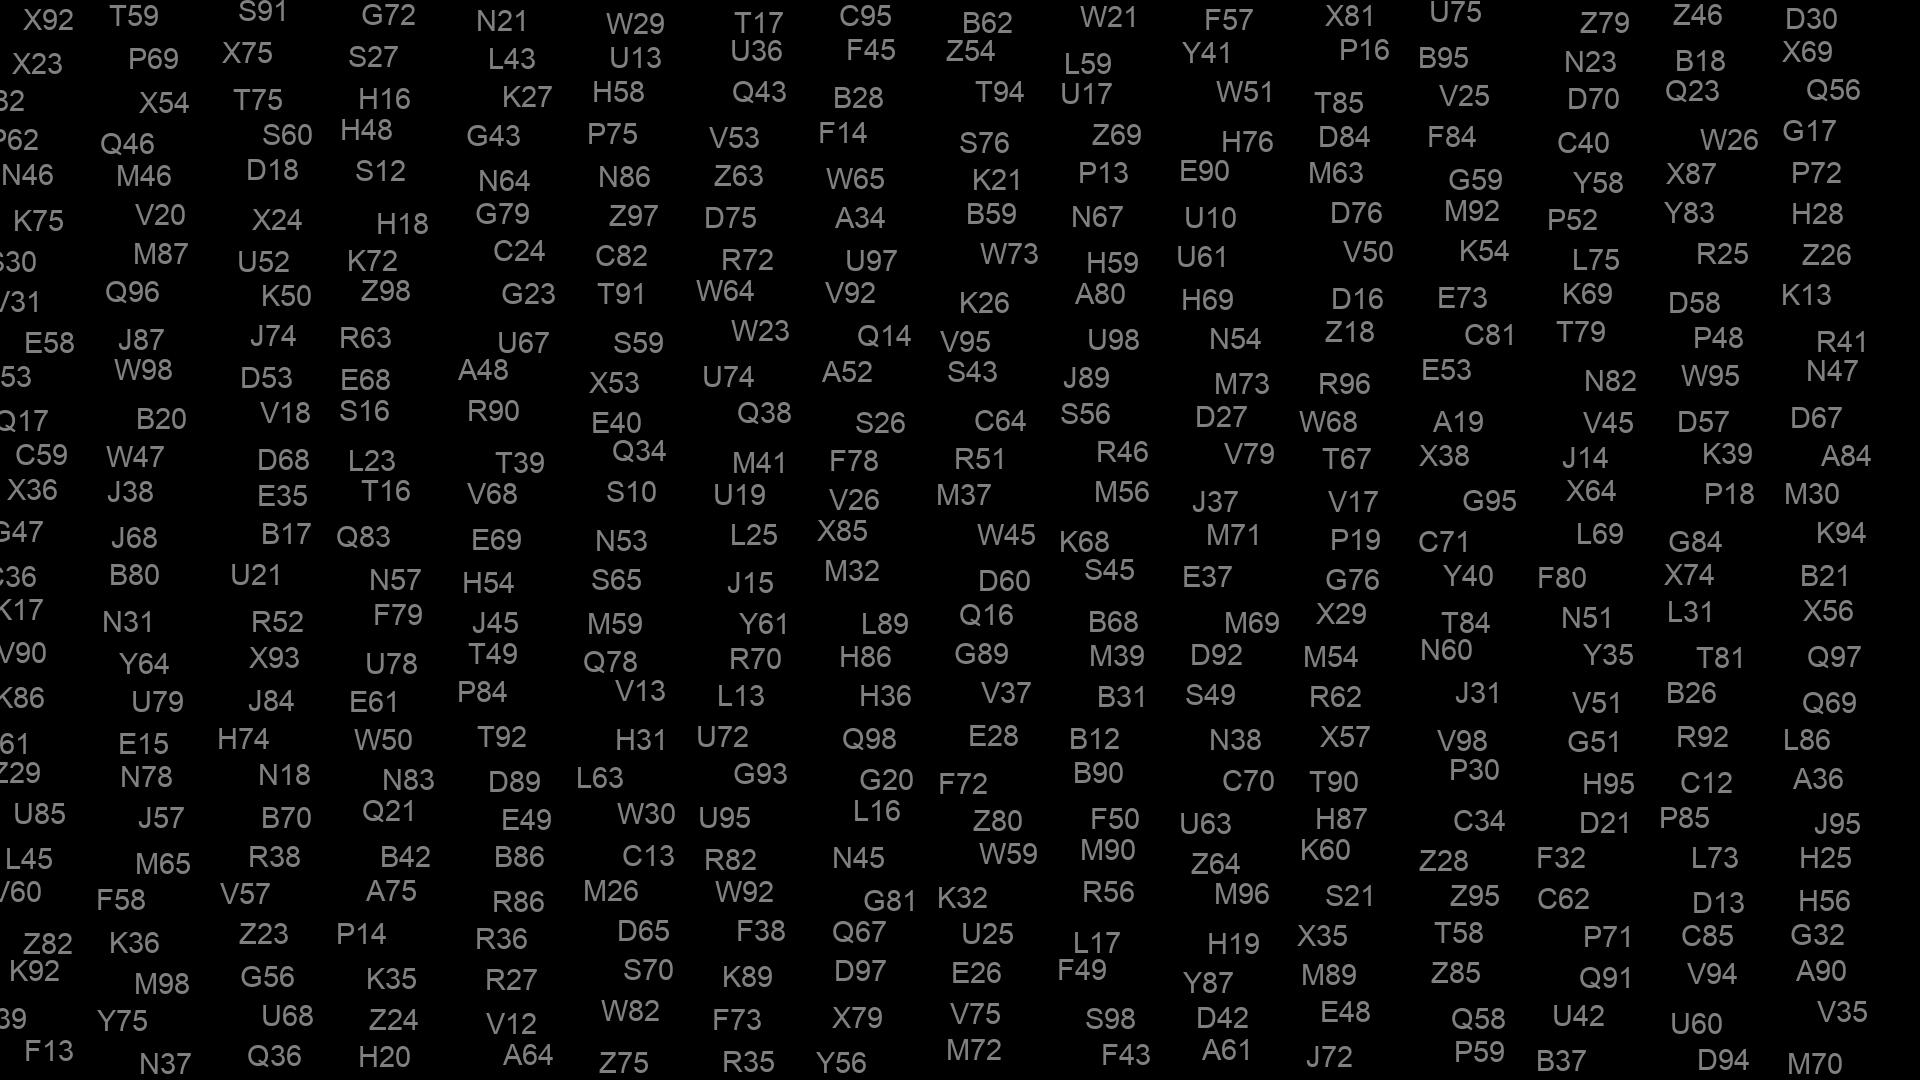 X92 T59 S91 G72 N21 W29 T17 C95 B62 W21 F57 X81 U75 Z79 Z46 D30
X23 P69 X75 S27 L43 U13 U36 F45 Z54 L59 Y41 P16 B95 N23 B18 X69
X54 T75 H16 K27 H58 Q43 B28 T94 U17 W51 T85 V25 D70 Q23 Q56
P62 Q46 S60 H48 G43 P75 V53 F14 S76 Z69 H76 D84 F84 C40 W26 G17
N46 M46 D18 S12 N64 N86 Z63 W65 K21 P13 E90 M63 G59 Y58 X87 P72
K75 V20 X24 H18 G79 Z97 D75 A34 B59 N67 U10 D76 M92 P52 Y83 H28
S30 M87 U52 K72 C24 C82 R72 U97 W73 H59 U61 V50 K54 L75 R25 Z26
V31 Q96 K50 Z98 G23 T91 W64 V92 K26 A80 H69 D16 E73 K69 D58 K13
E58 J87 J74 R63 U67 S59 W23 Q14 V95 U98 N54 Z18 C81 T79 P48 R41
53 W98 D53 E68 A48 X53 U74 A52 S43 J89 M73 R96 E53 N82 W95 N47
Q17 B20 V18 S16 R90 E40 Q38 S26 C64 S56 D27 W68 A19 V45 D57 D67
C59 W47 D68 L23 T39 Q34 M41 F78 R51 R46 V79 T67 X38 J14 K39 A84
X36 J38 E35 T16 V68 S10 U19 V26 M37 M56 J37 V17 G95 X64 P18 M30
G47 J68 B17 Q83 E69 N53 L25 X85 W45 K68 M71 P19 C71 L69 G84 K94
C36 B80 U21 N57 H54 S65 J15 M32 D60 S45 E37 G76 Y40 F80 X74 B21
K17 N31 R52 F79 J45 M59 Y61 L89 Q16 B68 M69 X29 T84 N51 L31 X56
V90 Y64 X93 U78 T49 Q78 R70 H86 G89 M39 D92 M54 N60 Y35 T81 Q97
K86 U79 J84 E61 P84 V13 L13 H36 V37 B31 S49 R62 J31 V51 B26 Q69
61 E15 H74 W50 T92 H31 U72 Q98 E28 B12 N38 X57 V98 G51 R92 L86
Z29 N78 N18 N83 D89 L63 G93 G20 F72 B90 C70 T90 P30 H95 C12 A36
U85 J57 B70 Q21 E49 W30 U95 L16 Z80 F50 U63 H87 C34 D21 P85 J95
L45 M65 R38 B42 B86 C13 R82 N45 W59 M90 Z64 K60 Z28 F32 L73 H25
V60 F58 V57 A75 R86 M26 W92 G81 K32 R56 M96 S21 Z95 C62 D13 H56
Z82 K36 Z23 P14 R36 D65 F38 Q67 U25 L17 H19 X35 T58 P71 C85 G32
K92 M98 G56 K35 R27 S70 K89 D97 E26 F49 Y87 M89 Z85 Q91 V94 A90
39 Y75 U68 Z24 V12 W82 F73 X79 V75 S98 D42 E48 Q58 U42 U60 V35
F13 N37 Q36 H20 A64 Z75 R35 Y56 M72 F43 A61 J72 P59 B37 D94 M70